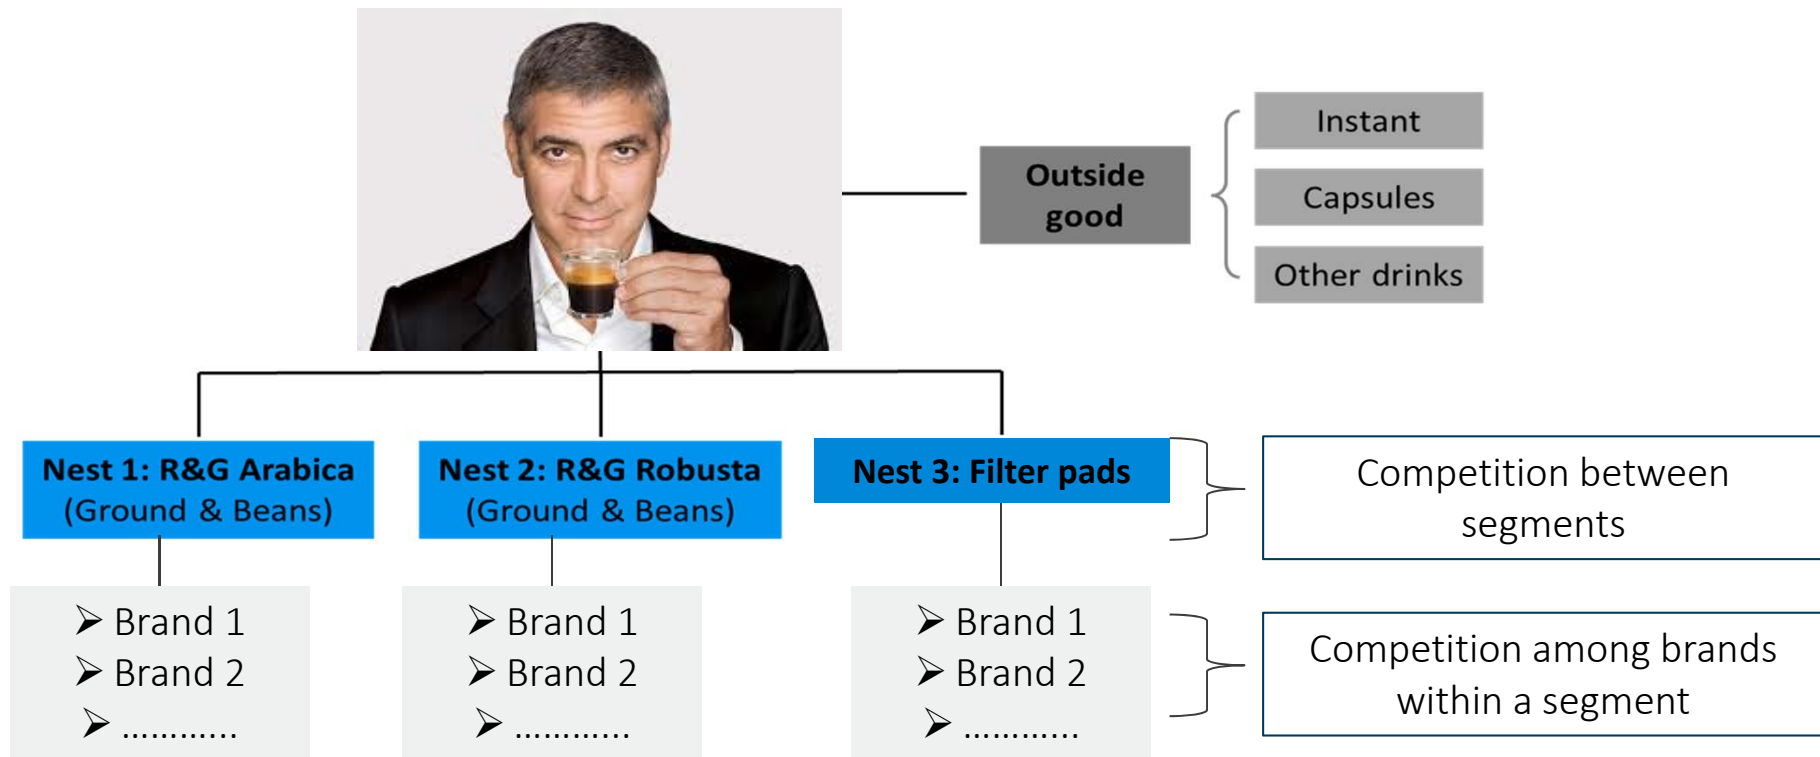 Outside
good
Instant
Capsules
Other drinks
Nest 1: R&G Arabica
(Ground & Beans)
Nest 2: R&G Robusta
(Ground & Beans)
Nest 3: Filter pads
Competition between
segments
➢ Brand 1
➢ Brand 2
➢ ...........
➢ Brand 1
➢ Brand 2
➢ ...........
➢ Brand 1
➢ Brand 2
➢ ...........
Competition among brands
within a segment